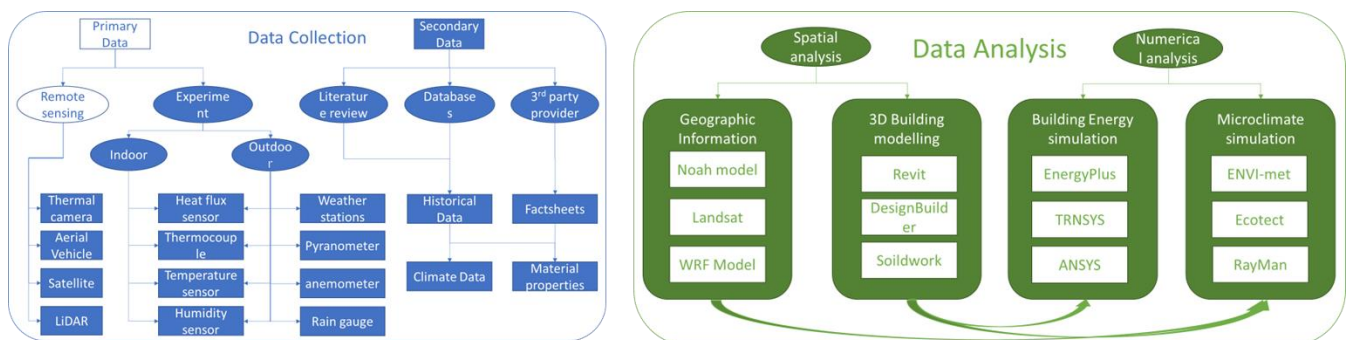 Primary
Data
Data Collection
Secondary
Data
Remote
sensing
Experime
nt
Literatur
e review
Database
s
3rd party
provider
Indoor
Outdoo
r
Thermal
camera
Heat flux
sensor
Weather
stations
Historical
Data
Factsheets
Aerial
Vehicle
Thermocoup
le
Pyranometer
Satellite
Temperature
sensor
anemometer
Climate Data
Material
properties
LiDAR
Humidity
sensor
Rain gauge
Spatial
analysis
Data Analysis
Numerica
l analysis
Geographic
Information
Noah model
Landsat
WRF Model
3D Building
modelling
Revit
DesignBuild
er
Soildwork
Building Energy
simulation
EnergyPlus
TRNSYS
ANSYS
Microclimate
simulation
ENVI-met
Ecotect
RayMan